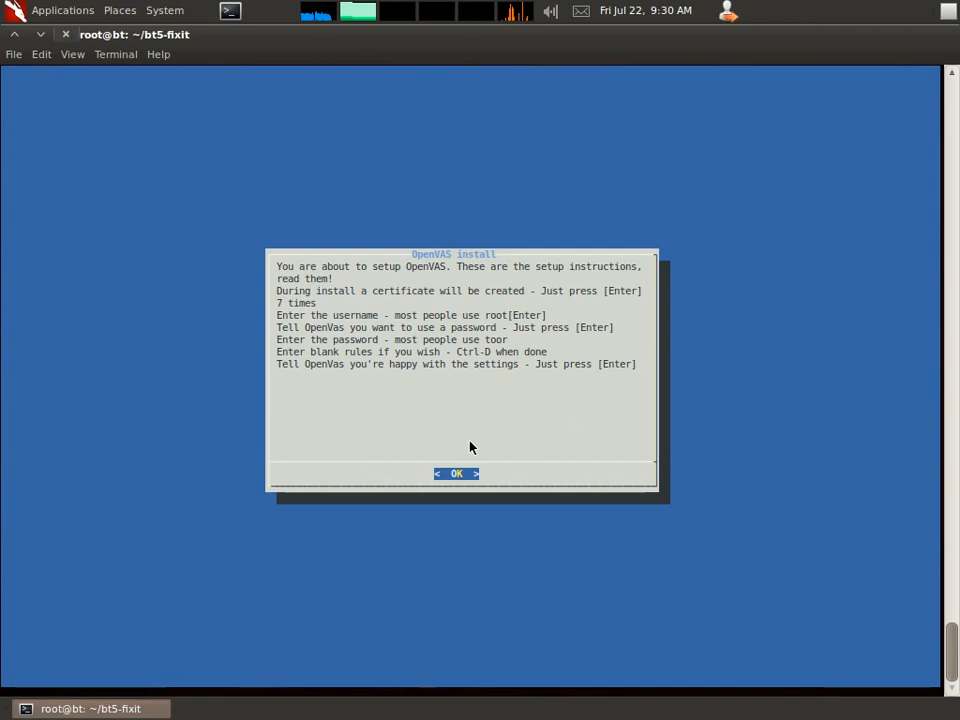 Applications Places System
Fri Jul 22, 9:30 AM
root@bt: ~/bt5-fixit
File Edit View Terminal Help
OpenVAS install
You are about to setup OpenVAS. These are the setup instructions,
read them!
During install a certificate will be created - Just press [Enter]
7 times
Enter the username - most people use root[Enter]
Tell OpenVas you want to use a password - Just press [Enter]
Enter the password - most people use toor
Enter blank rules if you wish - Ctrl-D when done
Tell OpenVas you're happy with the settings - Just press [Enter]
< OK >
root@bt: ~/bt5-fixit